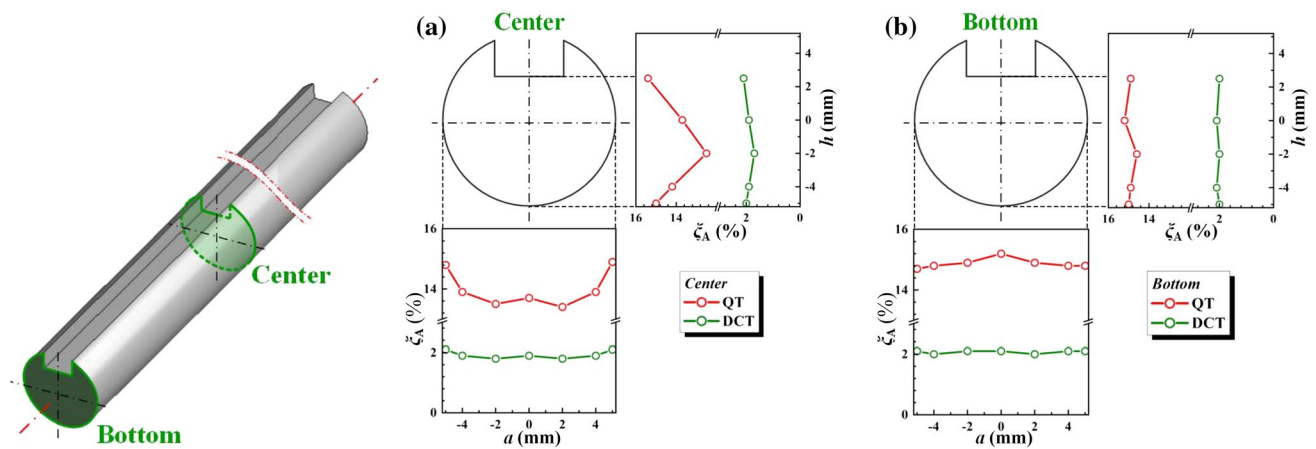 Center
Bottom
(a)
Center
4
2
0
-2
-4
h (mm)
16
14
2
0
ξA (%)
16
14
2
0
ξA (%)
-4
-2
0
2
4
a (mm)
Center
QT
DCT
(b)
Bottom
4
2
0
-2
-4
h (mm)
16
14
2
0
ξA (%)
16
14
2
0
ξA (%)
-4
-2
0
2
4
a (mm)
Bottom
QT
DCT